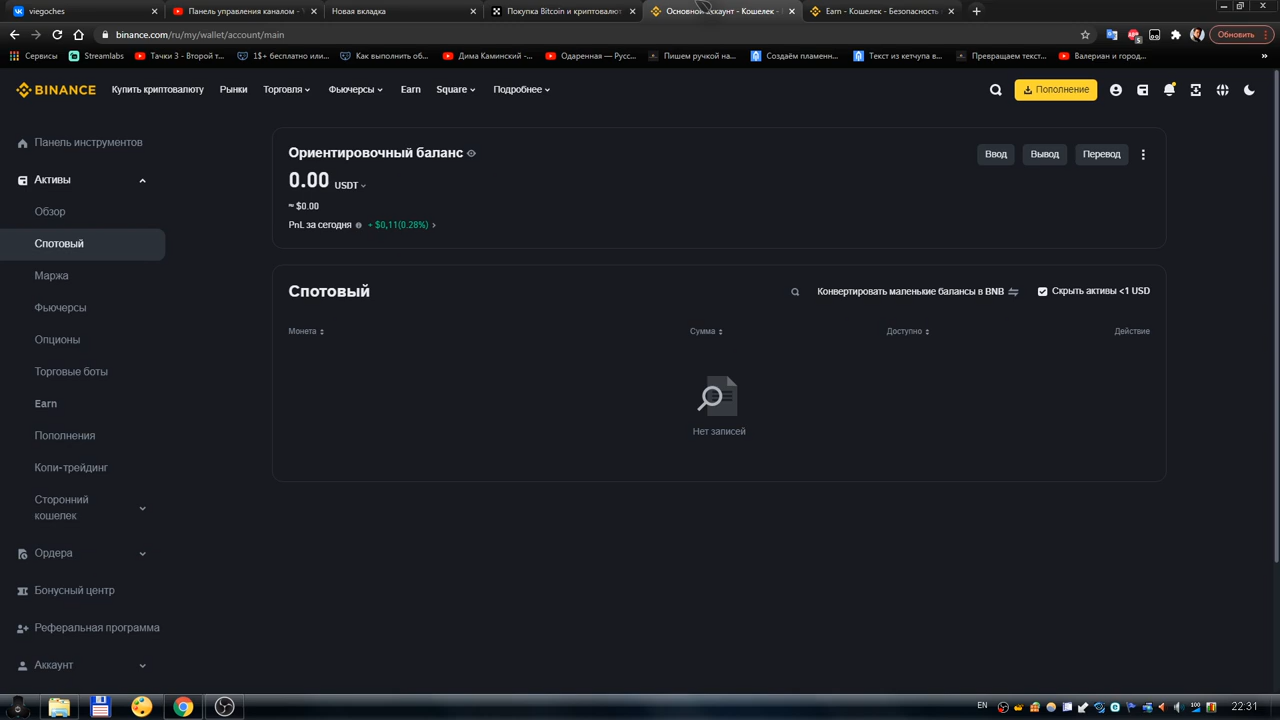 viegoches
Панель управления каналом -
Новая вкладка
Покупка Bitcoin и криптовалют
Основной аккаунт - Кошелек -
Earn - Кошелек - Безопасность
binance.com/ru/my/wallet/account/main
Обновить
Сервисы
Streamlabs
Тачки 3 - Второй т...
1$+ бесплатно или...
Как выполнить об...
Дима Каминский -...
Одаренная — Русс...
Пишем ручкой на...
Создаём пламенн...
Текст из кетчупа в...
Превращаем текст...
Валериан и город...
»
BINANCE
Купить криптовалюту
Рынки
Торговля
Фьючерсы
Earn
Square
Подробнее
Пополнение
Панель инструментов
Активы
Обзор
Спотовый
Маржа
Фьючерсы
Опционы
Торговые боты
Earn
Пополнения
Копи-трейдинг
Сторонний
кошелек
Ордера
Бонусный центр
Реферальная программа
Аккаунт
Ориентировочный баланс
Ввод
Вывод
Перевод
0.00 USDT
≈ $0.00
PnL за сегодня + $0,11(0.28%)
Спотовый
Конвертировать маленькие балансы в BNB
Скрыть активы <1 USD
Монета
Сумма
Доступно
Действие
Нет записей
EN
100
22:31